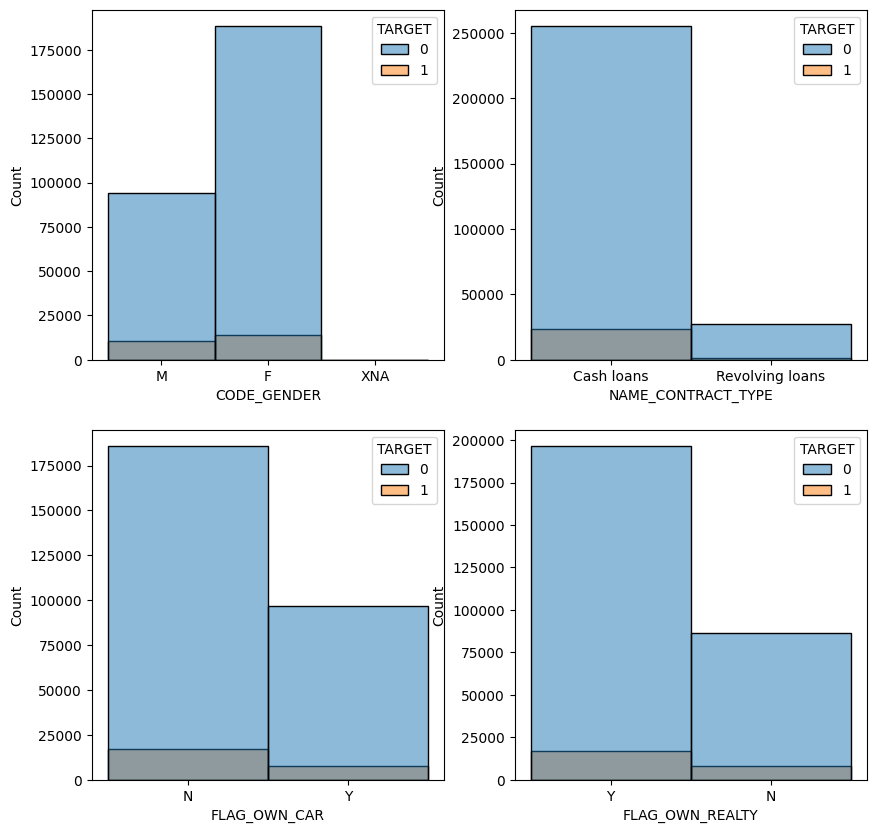 TARGET
0
1
175000
150000
125000
100000
75000
50000
25000
0
Count
M F XNA
CODE_GENDER
TARGET
0
1
250000
200000
150000
100000
50000
0
Count
Cash loans Revolving loans
NAME_CONTRACT_TYPE
TARGET
0
1
175000
150000
125000
100000
75000
50000
25000
0
Count
N Y
FLAG_OWN_CAR
TARGET
0
1
200000
175000
150000
125000
100000
75000
50000
25000
0
Count
Y N
FLAG_OWN_REALTY